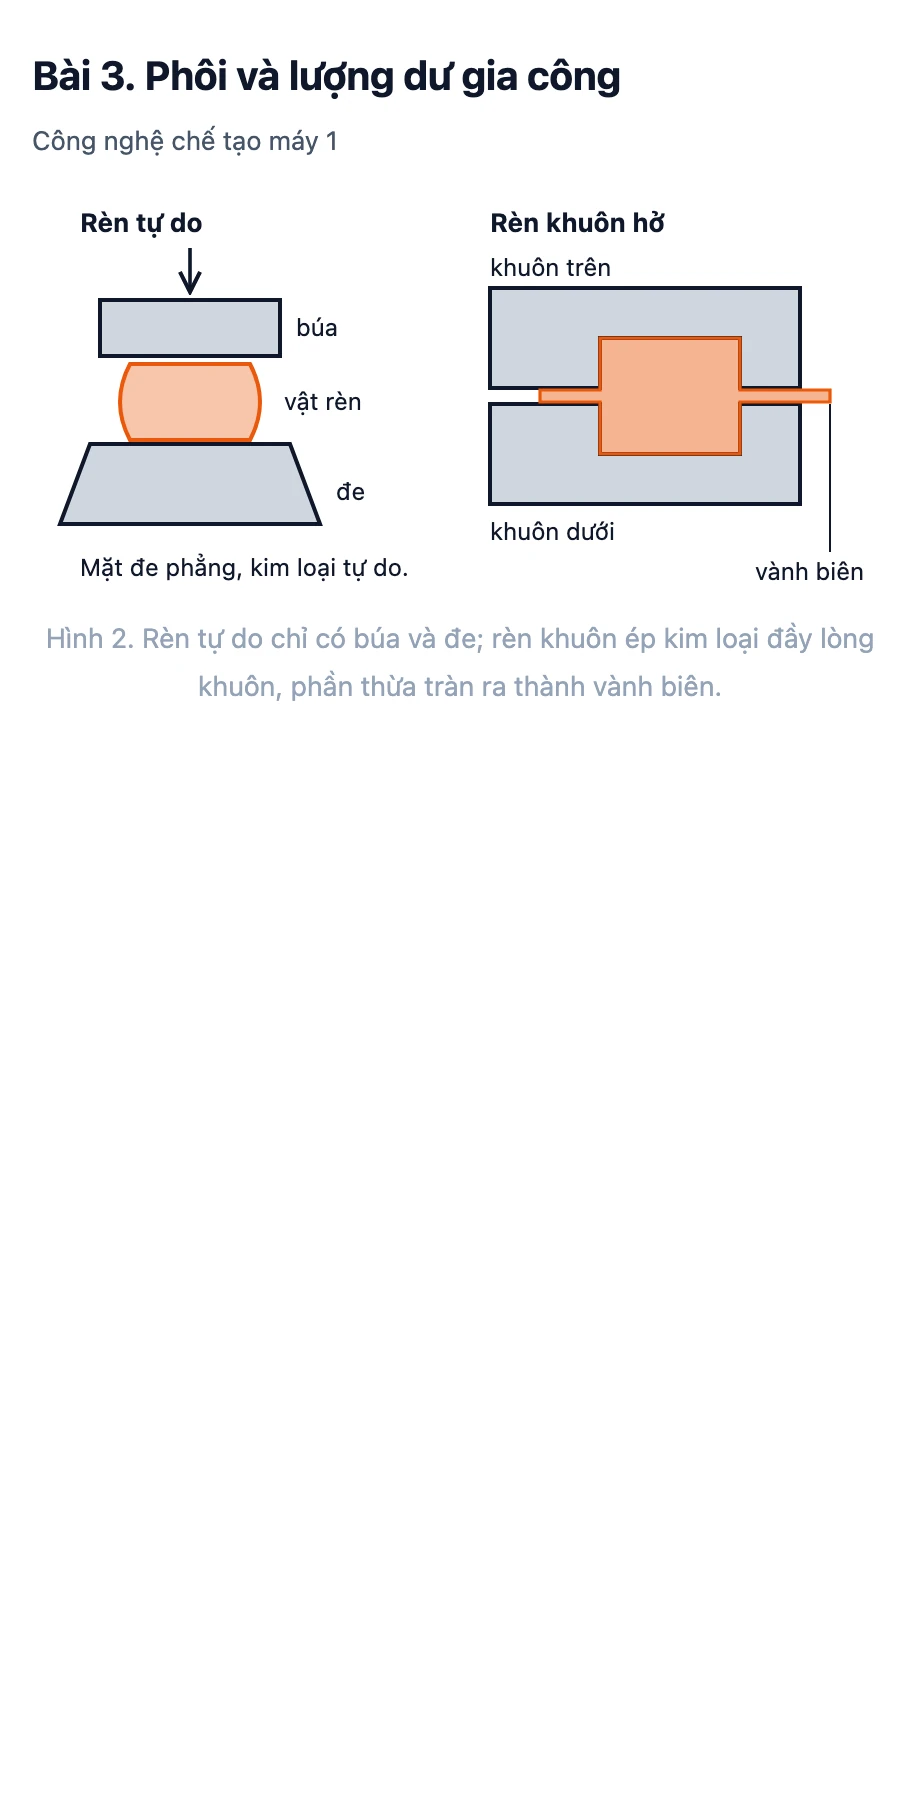 Bài 3. Phôi và lượng dư gia công
Công nghệ chế tạo máy 1
Rèn tự do
búa
vật rèn
đe
Mặt đe phẳng, kim loại tự do.
Rèn khuôn hở
khuôn trên
khuôn dưới
vành biên
Hình 2. Rèn tự do chỉ có búa và đe; rèn khuôn ép kim loại đầy lòng
khuôn, phần thừa tràn ra thành vành biên.